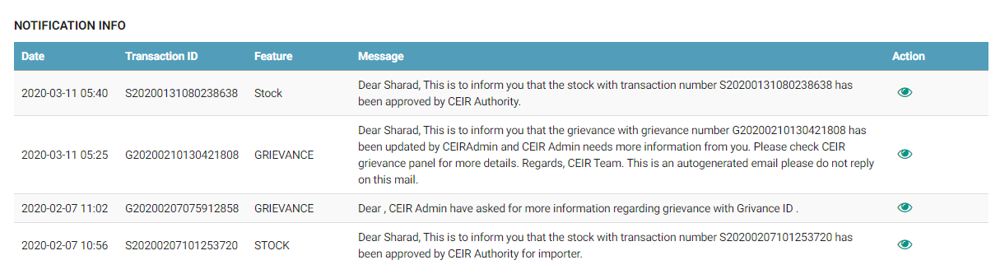 NOTIFICATION INFO
Date Transaction ID Feature Message Action
2020-03-11 05:40 S20200131080238638 Stock Dear Sharad, This is to inform you that the stock with transaction number S20200131080238638 has
been approved by CEIR Authority.
2020-03-11 05:25 G20200210130421808 GRIEVANCE Dear Sharad, This is to inform you that the grievance with grievance number G20200210130421808 has
been updated by CEIRAdmin and CEIR Admin needs more information from you. Please check CEIR
grievance panel for more details. Regards, CEIR Team. This is an autogenerated email please do not reply
on this mail.
2020-02-07 11:02 G20200207075912858 GRIEVANCE Dear , CEIR Admin have asked for more information regarding grievance with Grivance ID .
2020-02-07 10:56 S20200207101253720 STOCK Dear Sharad, This is to inform you that the stock with transaction number S20200207101253720 has
been approved by CEIR Authority for importer.